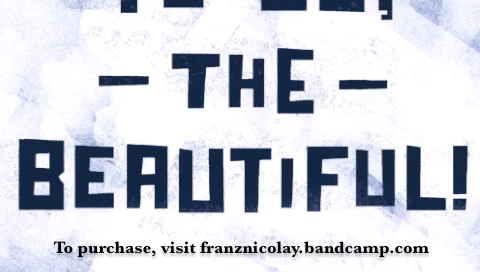 — THE —
BEAUTIFUL!
To purchase, visit franznicolay.bandcamp.com